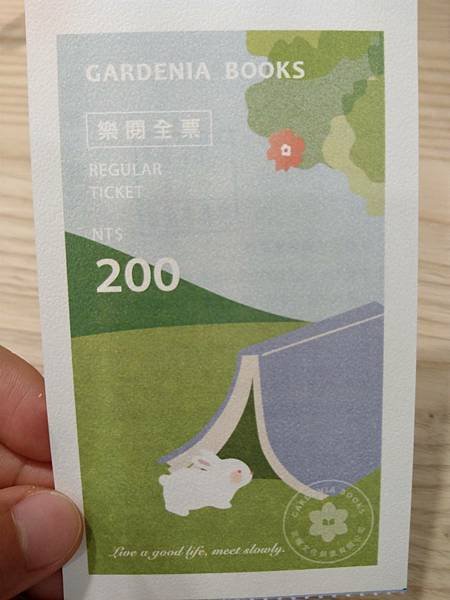 GARDENIA BOOKS
樂閱全票
REGULAR
TICKET
NT$
200
Live a good life, meet slowly.
GARDENIA BOOKS